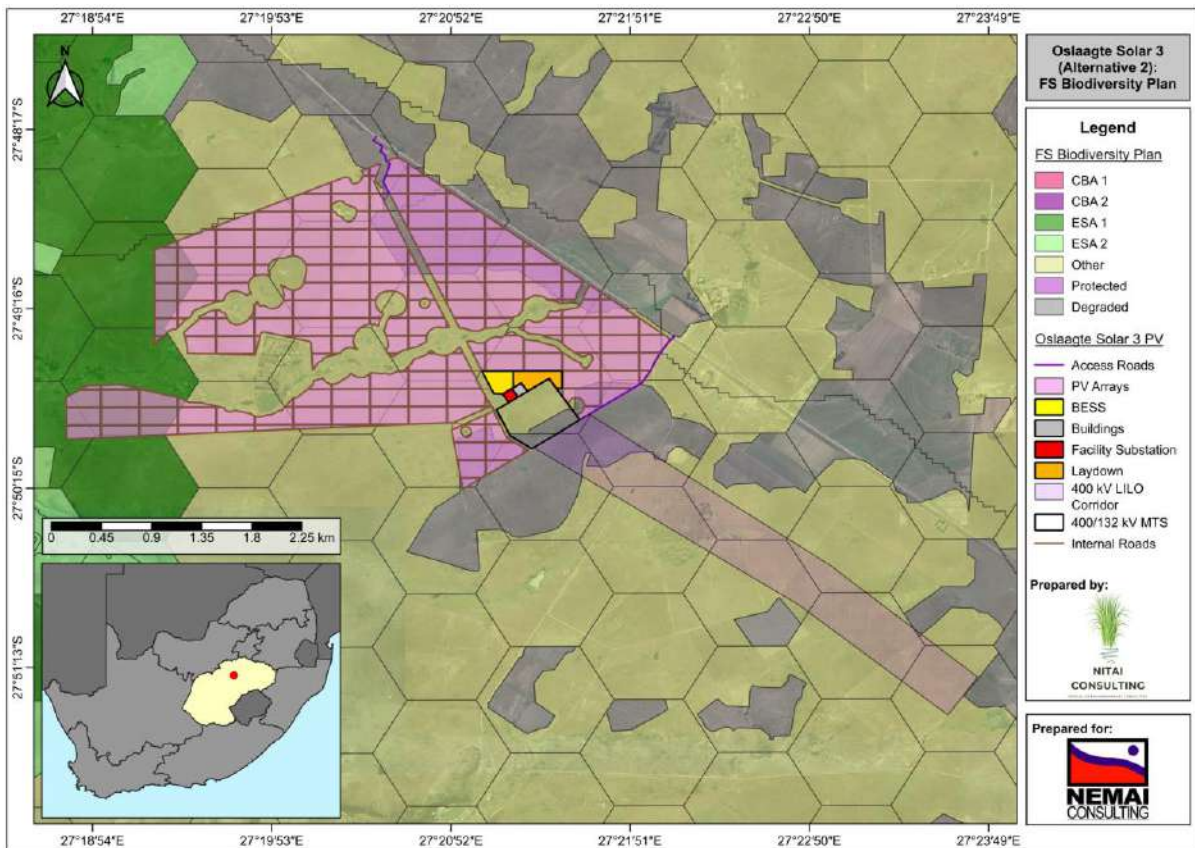 27°18'54"E 27°19'53"E 27°20'52"E 27°21'51"E 27°22'50"E 27°23'49"E
N
27°48'17"S
27°49'16"S
27°50'15"S
27°51'13"S
0 0.45 0.9 1.35 1.8 2.25 km
27°18'54"E 27°19'53"E 27°20'52"E 27°21'51"E 27°22'50"E 27°23'49"E
Oslaagte Solar 3
(Alternative 2):
FS Biodiversity Plan
Legend
FS Biodiversity Plan
CBA 1
CBA 2
ESA 1
ESA 2
Other
Protected
Degraded
Oslaagte Solar 3 PV
Access Roads
PV Arrays
BESS
Buildings
Facility Substation
Laydown
400 kV LILO
Corridor
400/132 kV MTS
Internal Roads
Prepared by:
NITAI
CONSULTING
Prepared for:
NEMAI
CONSULTING